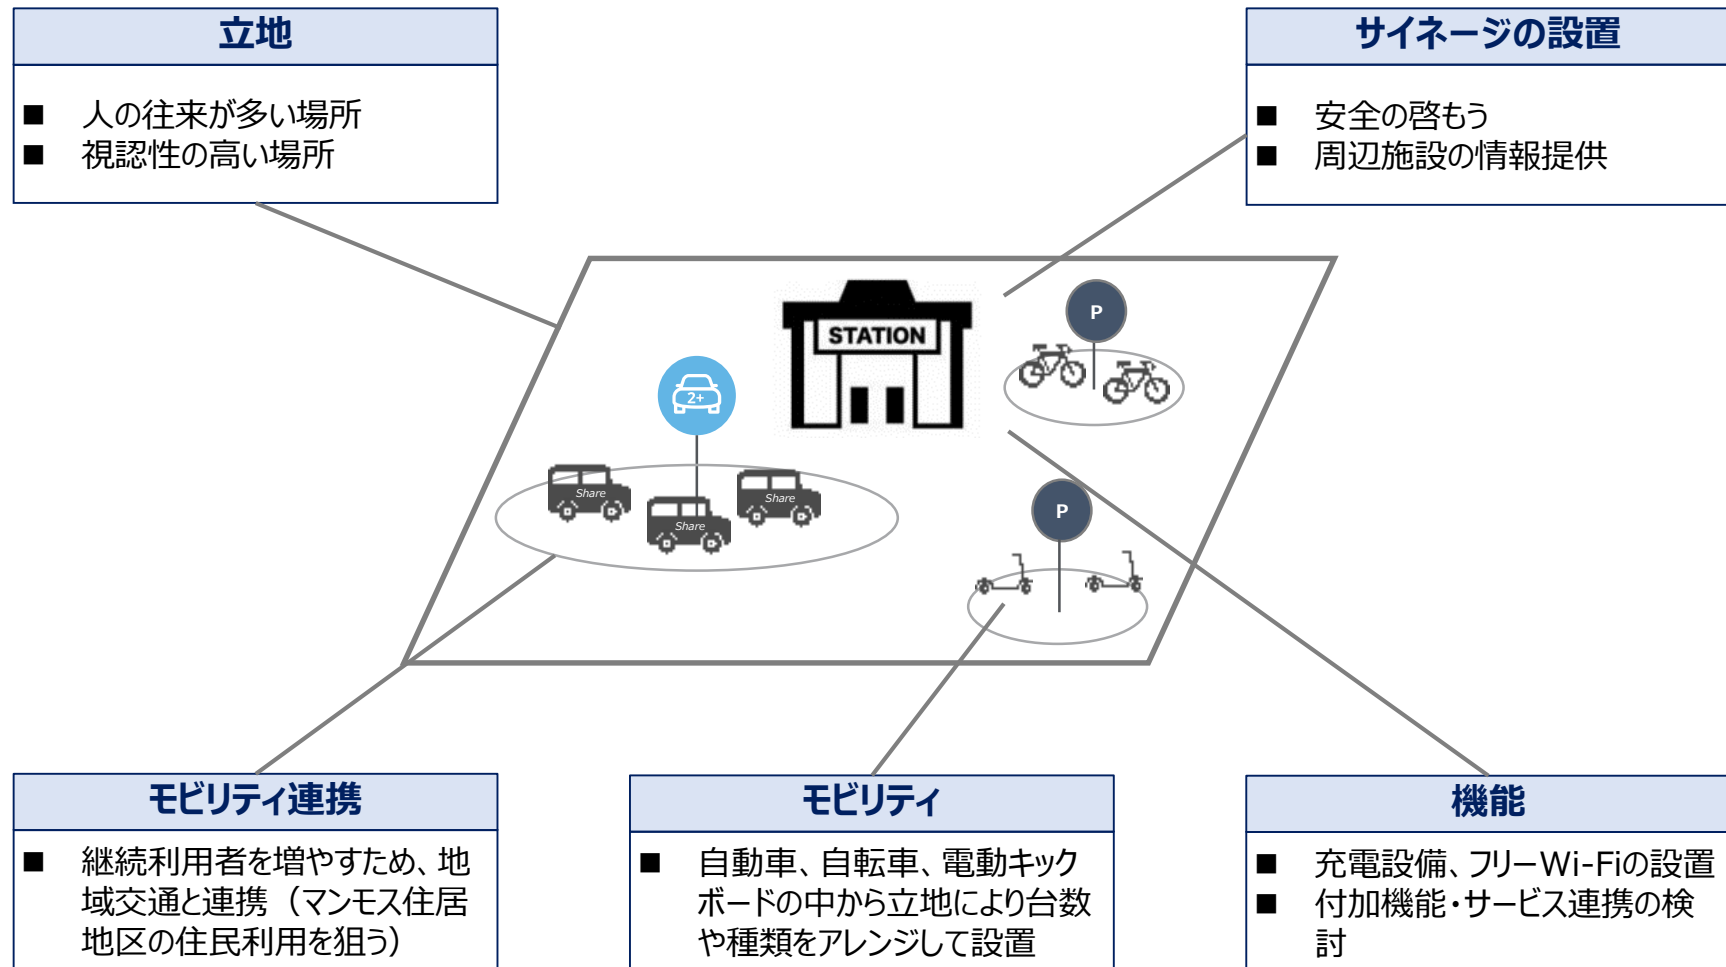 立地
■ 人の往来が多い場所
■ 視認性の高い場所
サイネージの設置
■ 安全の啓もう
■ 周辺施設の情報提供
STATION
P
2+
Share
Share
Share
P
モビリティ連携
■ 継続利用者を増やすため、地
域交通と連携（マンモス住居
地区の住民利用を狙う）
モビリティ
■ 自動車、自転車、電動キック
ボードの中から立地により台数
や種類をアレンジして設置
機能
■ 充電設備、フリーWi-Fiの設置
■ 付加機能・サービス連携の検
討